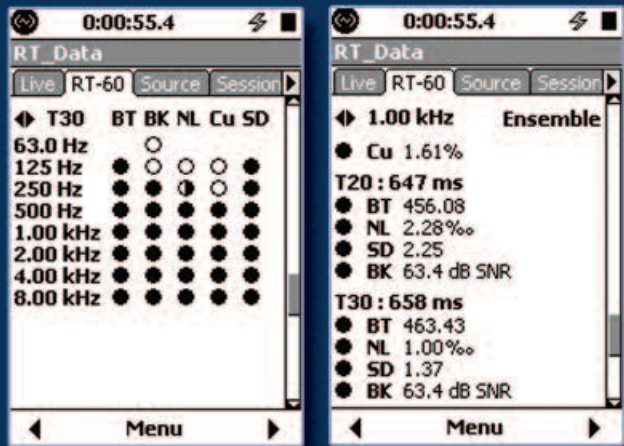 0:00:55.4
RT_Data
Live RT-60 Source Session
T30 BT BK NL Cu SD
63.0 Hz
125 Hz
250 Hz
500 Hz
1.00 kHz
2.00 kHz
4.00 kHz
8.00 kHz
Menu
0:00:55.4
RT_Data
Live RT-60 Source Session
1.00 kHz Ensemble
Cu 1.61%
T20 : 647 ms
BT 456.08
NL 2.28‰
SD 2.25
BK 63.4 dB SNR
T30 : 658 ms
BT 463.43
NL 1.00‰
SD 1.37
BK 63.4 dB SNR
Menu